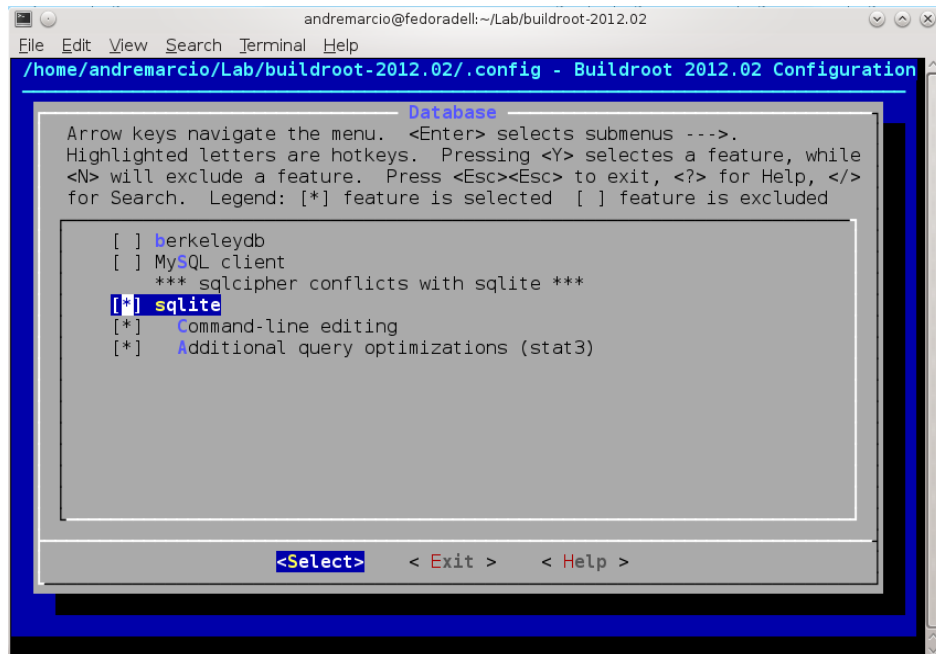 andremarcio@fedoradell:~/Lab/buildroot-2012.02
File Edit View Search Terminal Help
/home/andremarcio/Lab/buildroot-2012.02/.config - Buildroot 2012.02 Configuration
Database
Arrow keys navigate the menu. <Enter> selects submenus --->.
Highlighted letters are hotkeys. Pressing <Y> selectes a feature, while
<N> will exclude a feature. Press <Esc><Esc> to exit, <?> for Help, </>
for Search. Legend: [*] feature is selected [ ] feature is excluded
[ ] berkeleydb
[ ] MySQL client
*** sqlcipher conflicts with sqlite ***
[*] sqlite
[*] Command-line editing
[*] Additional query optimizations (stat3)
<Select> < Exit > < Help >